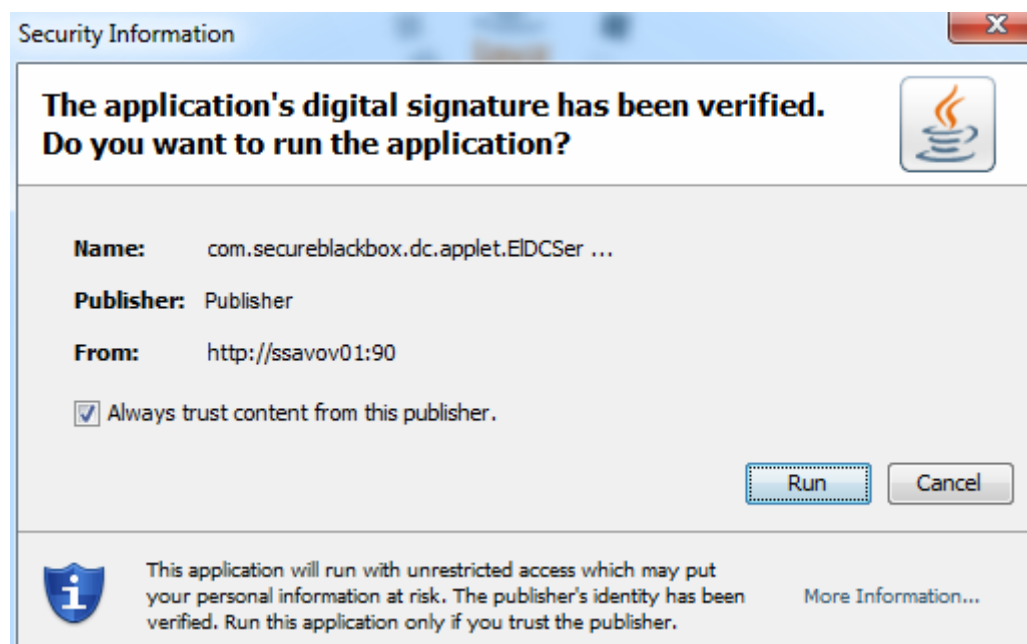 Security Information
The application's digital signature has been verified.
Do you want to run the application?
Name: com.secureblackbox.dc.applet.ElDCSer ...
Publisher: Publisher
From: http://ssavov01:90
Always trust content from this publisher.
Run Cancel
This application will run with unrestricted access which may put
your personal information at risk. The publisher's identity has been
verified. Run this application only if you trust the publisher.
More Information...